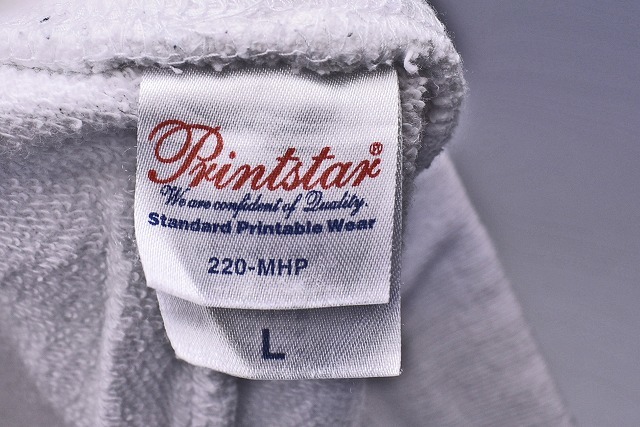 Printstar®
We are confident of Quality.
Standard Printable Wear
220-MHP
L